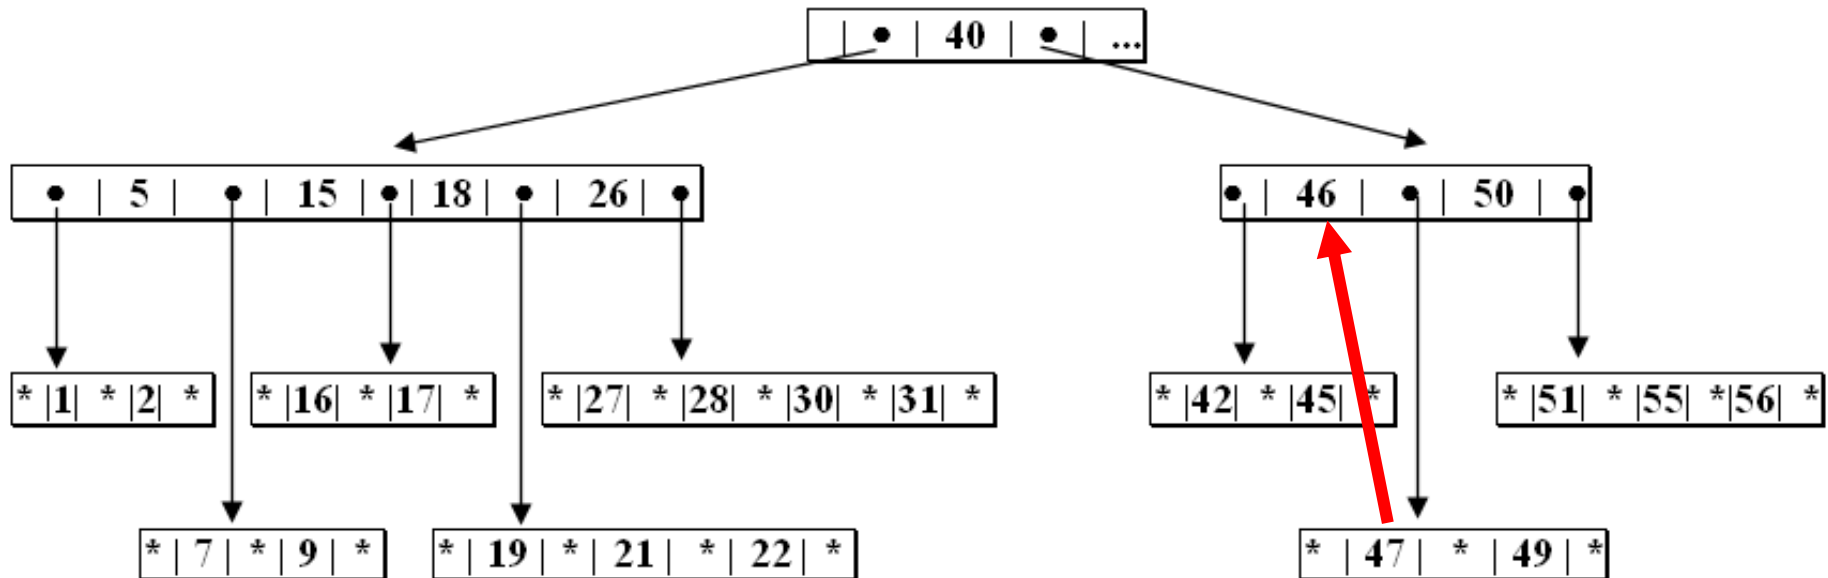 | ● | 40 | ● | ...
● | 5 | ● | 15 | ● | 18 | ● | 26 | ●
● | 46 | ● | 50 | ●
* |1| * |2| *
* |16| * |17| *
* |27| * |28| * |30| * |31| *
* |42| * |45| *
* |51| * |55| *|56| *
* | 7 | * | 9 | *
* | 19 | * | 21 | * | 22 | *
* | 47 | * | 49 | *